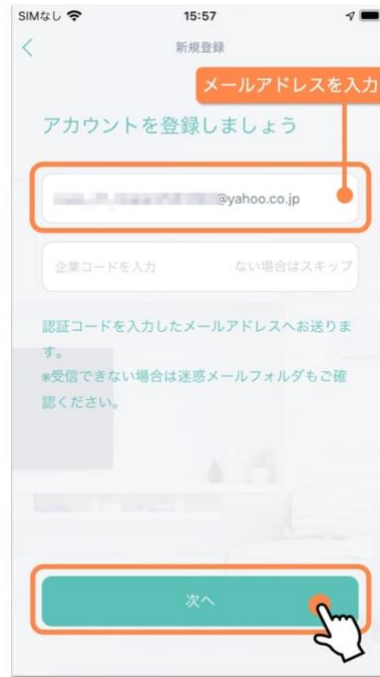 SIMなし 15:57
新規登録
メールアドレスを入力
アカウントを登録しましょう
@yahoo.co.jp
企業コードを入力 ない場合はスキップ
認証コードを入力したメールアドレスへお送りま
す。
※受信できない場合は迷惑メールフォルダもご確
認ください。
次へ